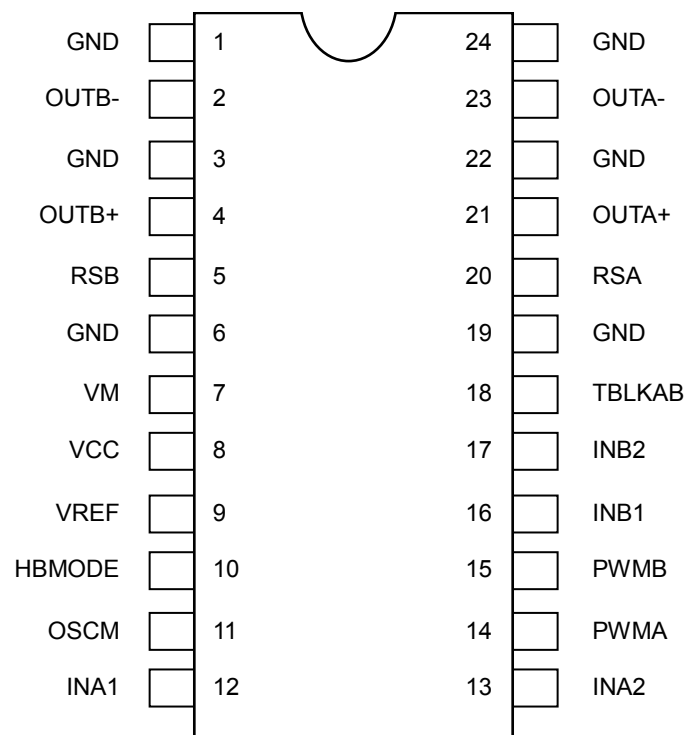 GND 1 24 GND
OUTB- 2 23 OUTA-
GND 3 22 GND
OUTB+ 4 21 OUTA+
RSB 5 20 RSA
GND 6 19 GND
VM 7 18 TBLKAB
VCC 8 17 INB2
VREF 9 16 INB1
HBMODE 10 15 PWMB
OSCM 11 14 PWMA
INA1 12 13 INA2